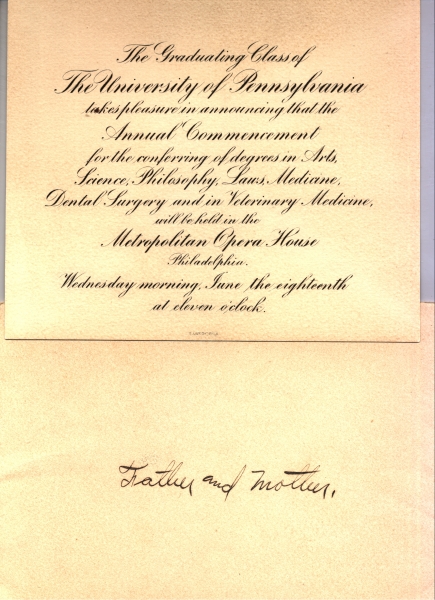 The Graduating Class of
The University of Pennsylvania
takes pleasure in announcing that the
Annual Commencement
for the conferring of degrees in Arts,
Science, Philosophy, Laws, Medicine,
Dental Surgery and in Veterinary Medicine,
will be held in the
Metropolitan Opera House
Philadelphia.
Wednesday morning, June the eighteenth
at eleven o'clock.
Father and Mother.